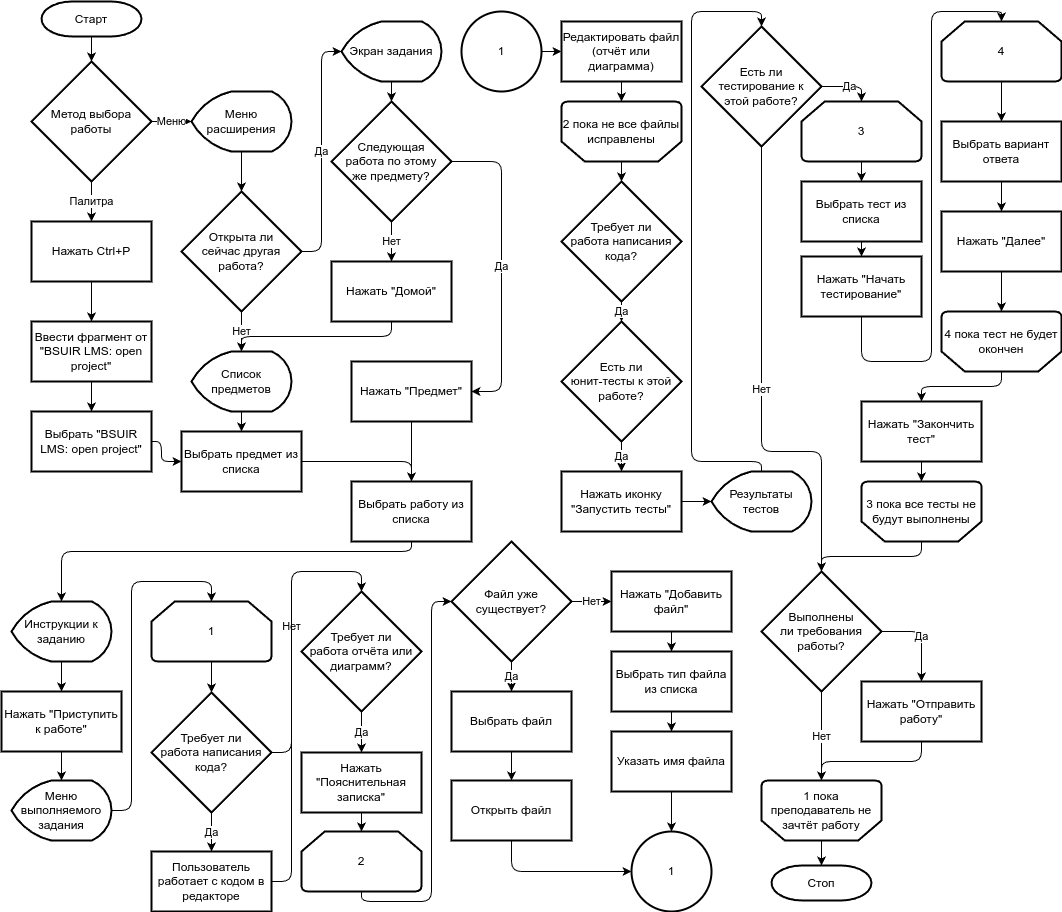 Старт
Метод выбора
работы
Меню
Палитра
Нажать Ctrl+P
Ввести фрагмент от
"BSUIR LMS: open
project"
Выбрать "BSUIR
LMS: open project"
Меню
расширения
Открыта ли
сейчас другая
работа?
Да
Нет
Список
предметов
Выбрать предмет из
списка
Экран задания
Следующая
работа по этому
же предмету?
Нет
Да
Нажать "Домой"
Нажать "Предмет"
Выбрать работу из
списка
Инструкции к
заданию
Нажать "Приступить
к работе"
Меню
выполняемого
задания
1
Требует ли
работа написания
кода?
Да
Нет
Пользователь
работает с кодом в
редакторе
Требует ли
работа отчёта или
диаграмм?
Да
Нажать
"Пояснительная
записка"
2
Файл уже
существует?
Нет
Да
Выбрать файл
Открыть файл
Нажать "Добавить
файл"
Выбрать тип файла
из списка
Указать имя файла
1
1
Редактировать файл
(отчёт или
диаграмма)
2 пока не все файлы
исправлены
Требует ли
работа написания
кода?
Да
Есть ли
юнит-тесты к этой
работе?
Да
Нажать иконку
"Запустить тесты"
Результаты
тестов
Есть ли
тестирование к
этой работе?
Да
Нет
3
Выбрать тест из
списка
Нажать "Начать
тестирование"
4
Выбрать вариант
ответа
Нажать "Далее"
4 пока тест не будет
окончен
Нажать "Закончить
тест"
3 пока все тесты не
будут выполнены
Выполнены
ли требования
работы?
Да
Нет
Нажать "Отправить
работу"
1 пока
преподаватель не
зачтёт работу
Стоп